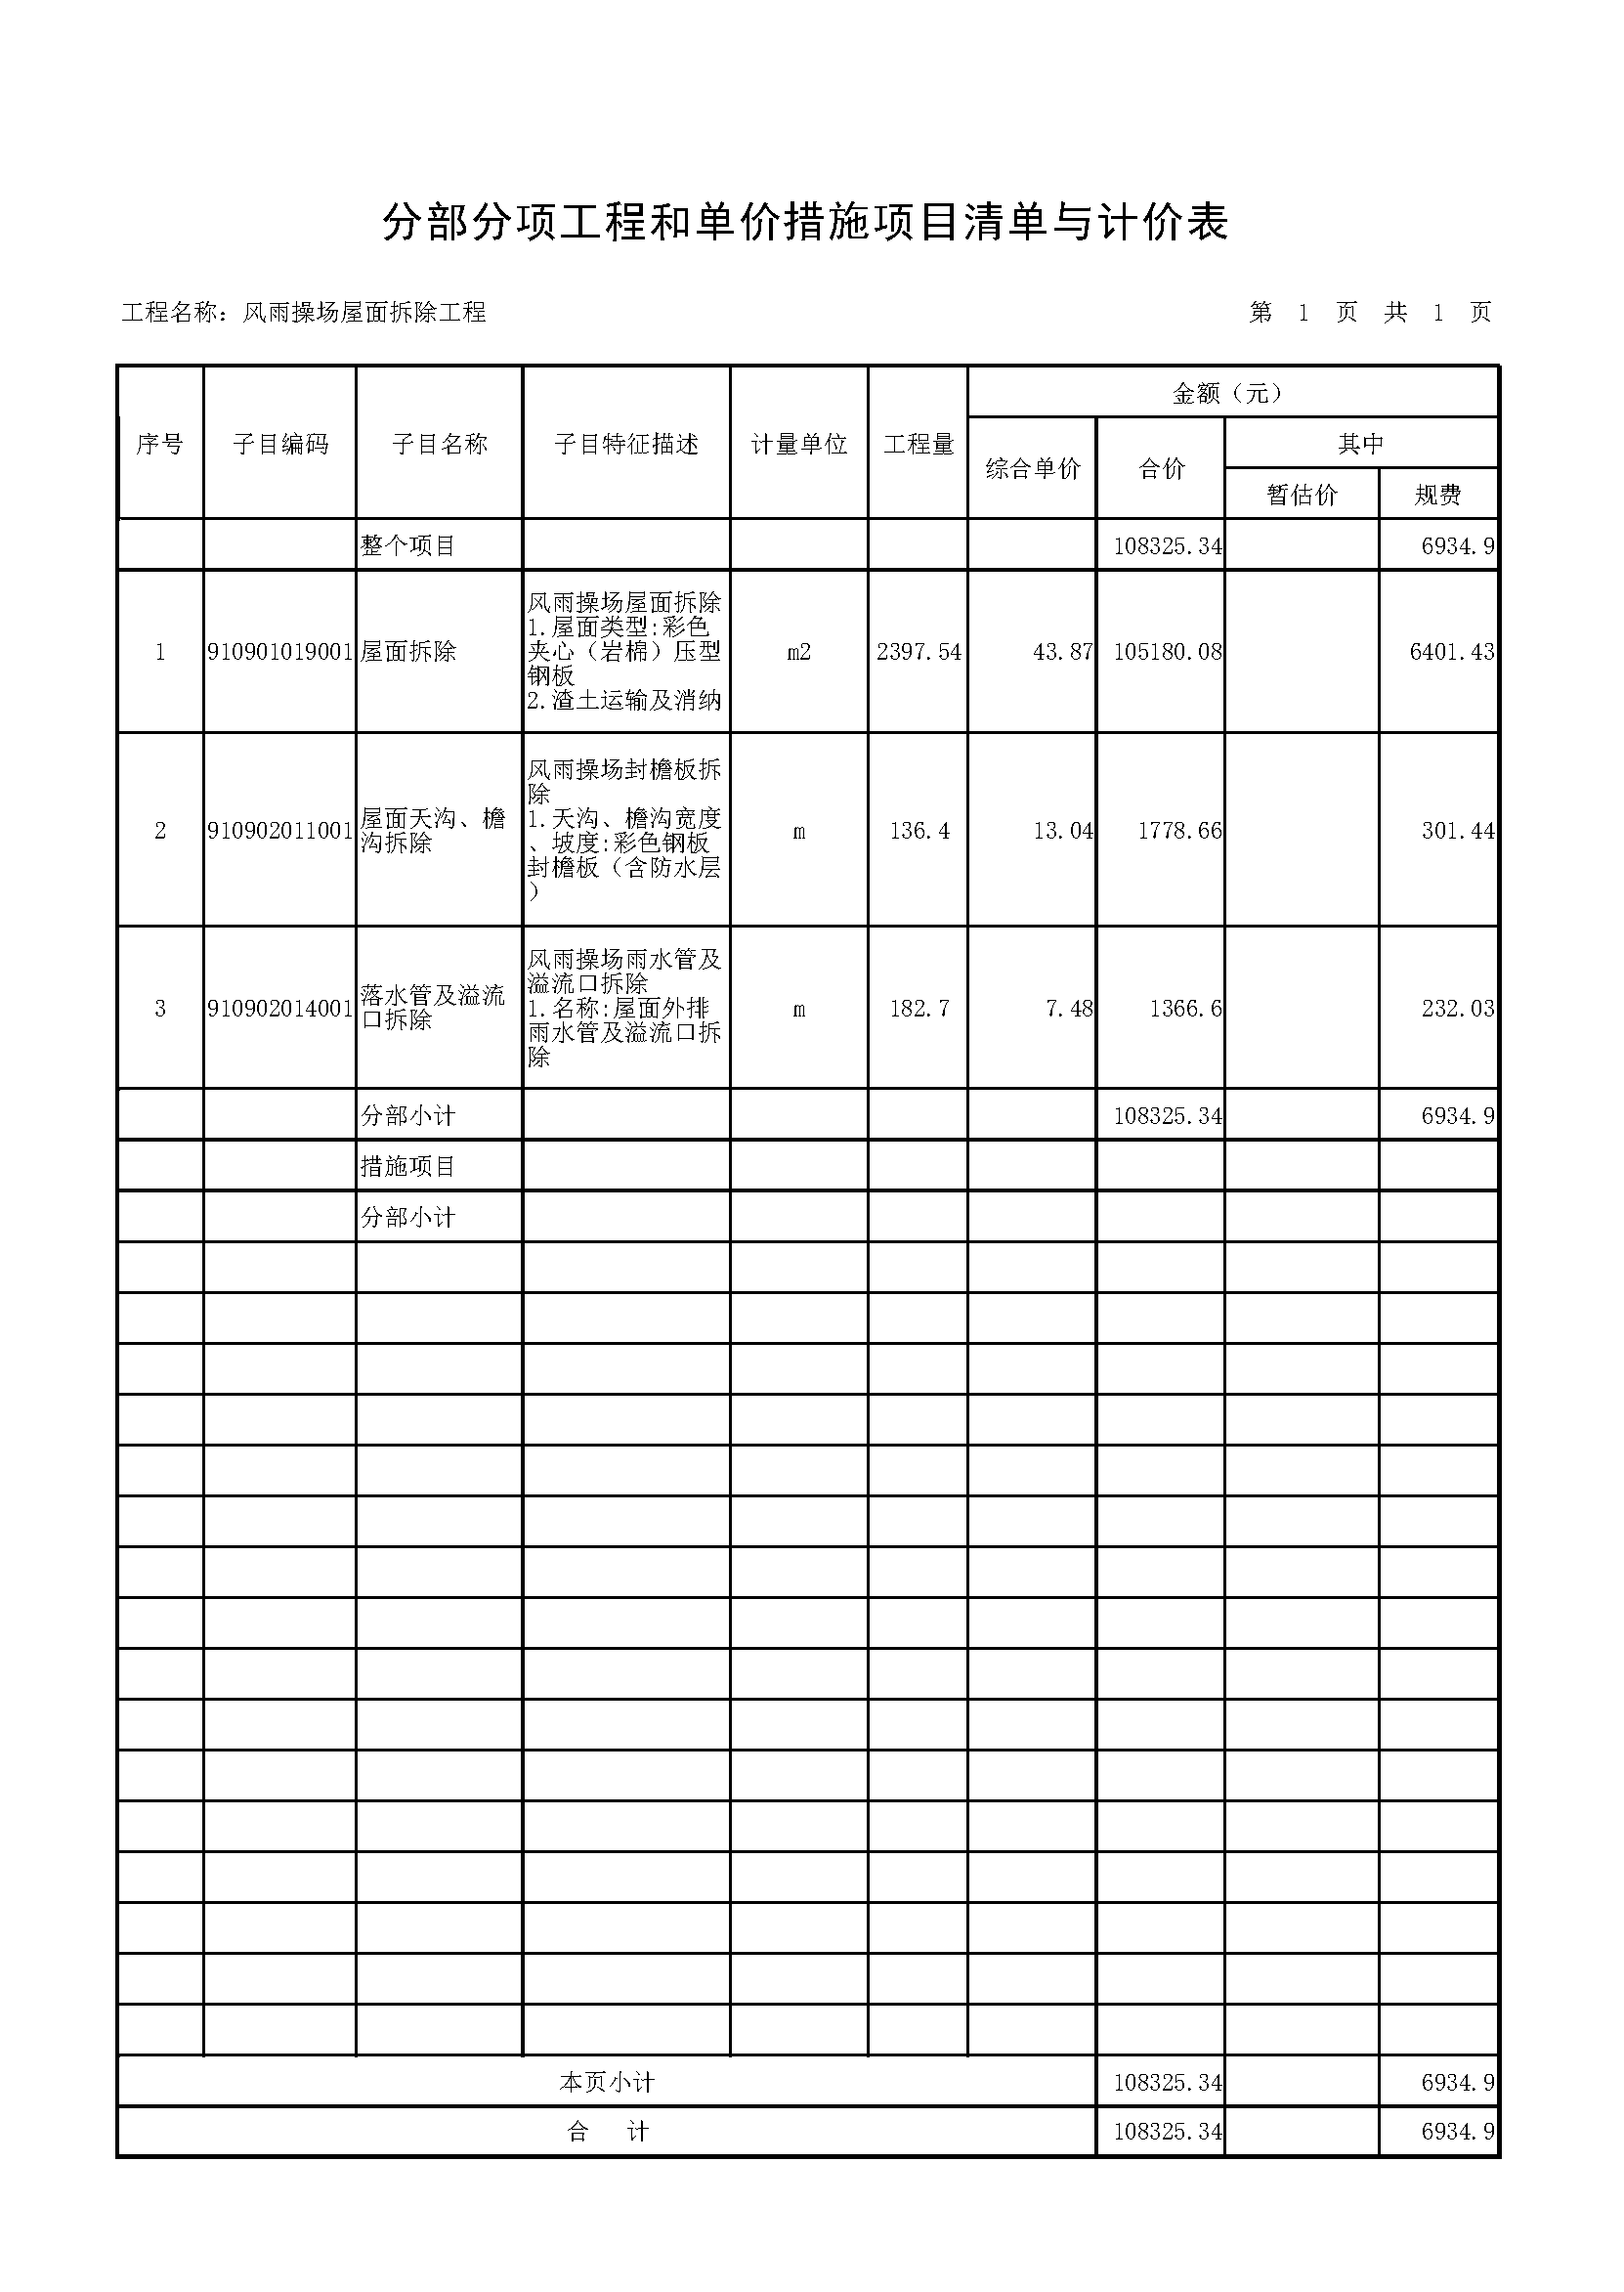 分部分项工程和单价措施项目清单与计价表
工程名称：风雨操场屋面拆除工程 第 1 页 共 1 页
序号 子目编码 子目名称 子目特征描述 计量单位 工程量 金额（元）
综合单价 合价 其中
暂估价 规费
整个项目 108325.34 6934.9
1 910901019001 屋面拆除
风雨操场屋面拆除
1.屋面类型:彩色
夹心（岩棉）压型
钢板
2.渣土运输及消纳
m2 2397.54 43.87 105180.08 6401.43
2 910902011001
屋面天沟、檐
沟拆除
风雨操场封檐板拆
除
1.天沟、檐沟宽度
、坡度:彩色钢板
封檐板（含防水层
）
m 136.4 13.04 1778.66 301.44
3 910902014001
落水管及溢流
口拆除
风雨操场雨水管及
溢流口拆除
1.名称:屋面外排
雨水管及溢流口拆
除
m 182.7 7.48 1366.6 232.03
分部小计 108325.34 6934.9
措施项目
分部小计
本页小计 108325.34 6934.9
合 计 108325.34 6934.9